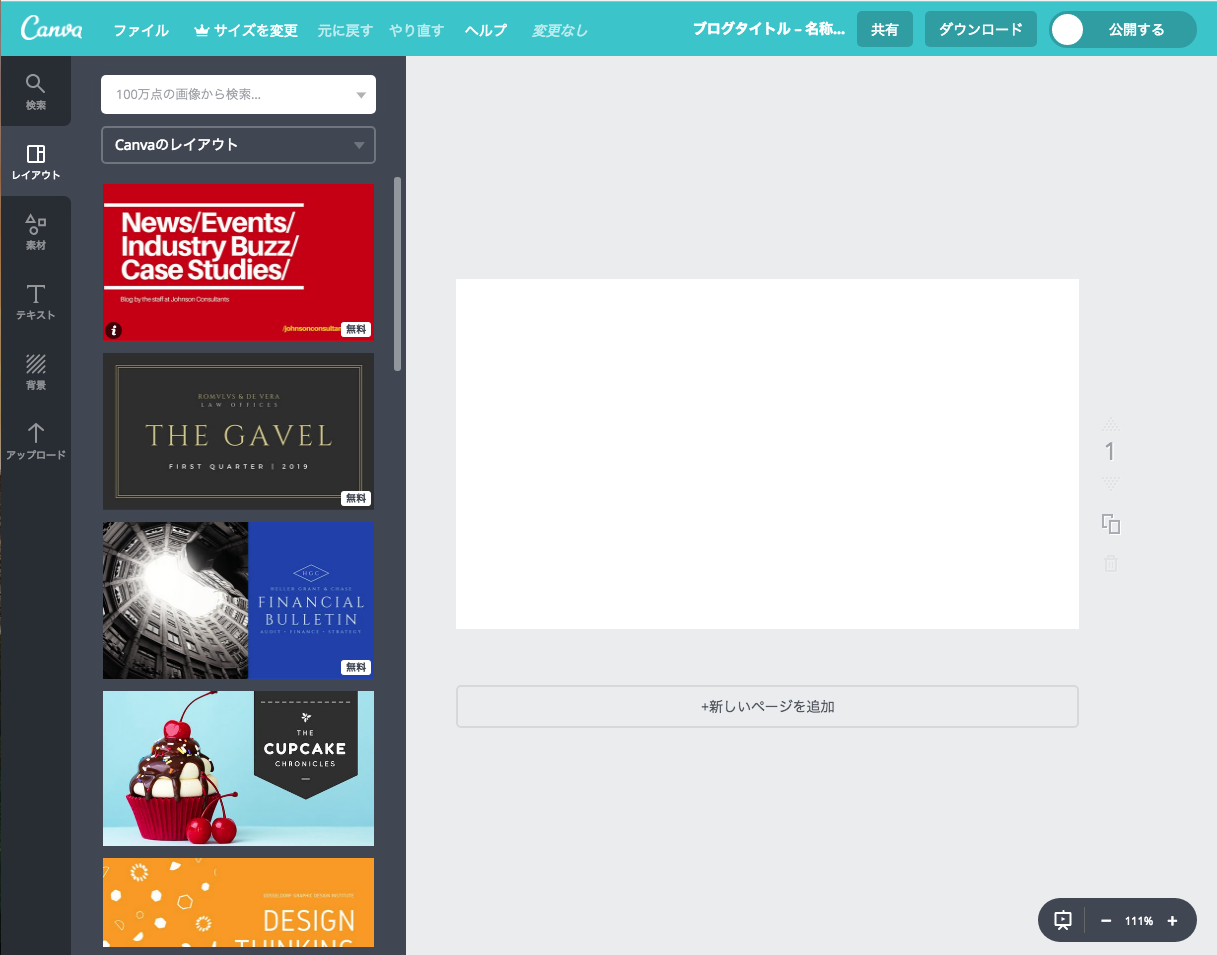 Canva
ファイル
サイズを変更
元に戻す
やり直す
ヘルプ
変更なし
ブログタイトル – 名称...
共有
ダウンロード
公開する
検索
レイアウト
素材
テキスト
背景
アップロード
100万点の画像から検索...
Canvaのレイアウト
News/Events/
Industry Buzz/
Case Studies/
Blog by the staff at Johnson Consultants
/johnsonconsultan
無料
ROMVLVS & DE VERA
LAW OFFICES
THE GAVEL
FIRST QUARTER | 2019
無料
HGC
HELLER GRANT & CHASE
FINANCIAL
BULLETIN
AUDIT • FINANCE • STRATEGY
無料
THE
CUPCAKE
CHRONICLES
DESIGN
THINKING
1
+新しいページを追加
111%